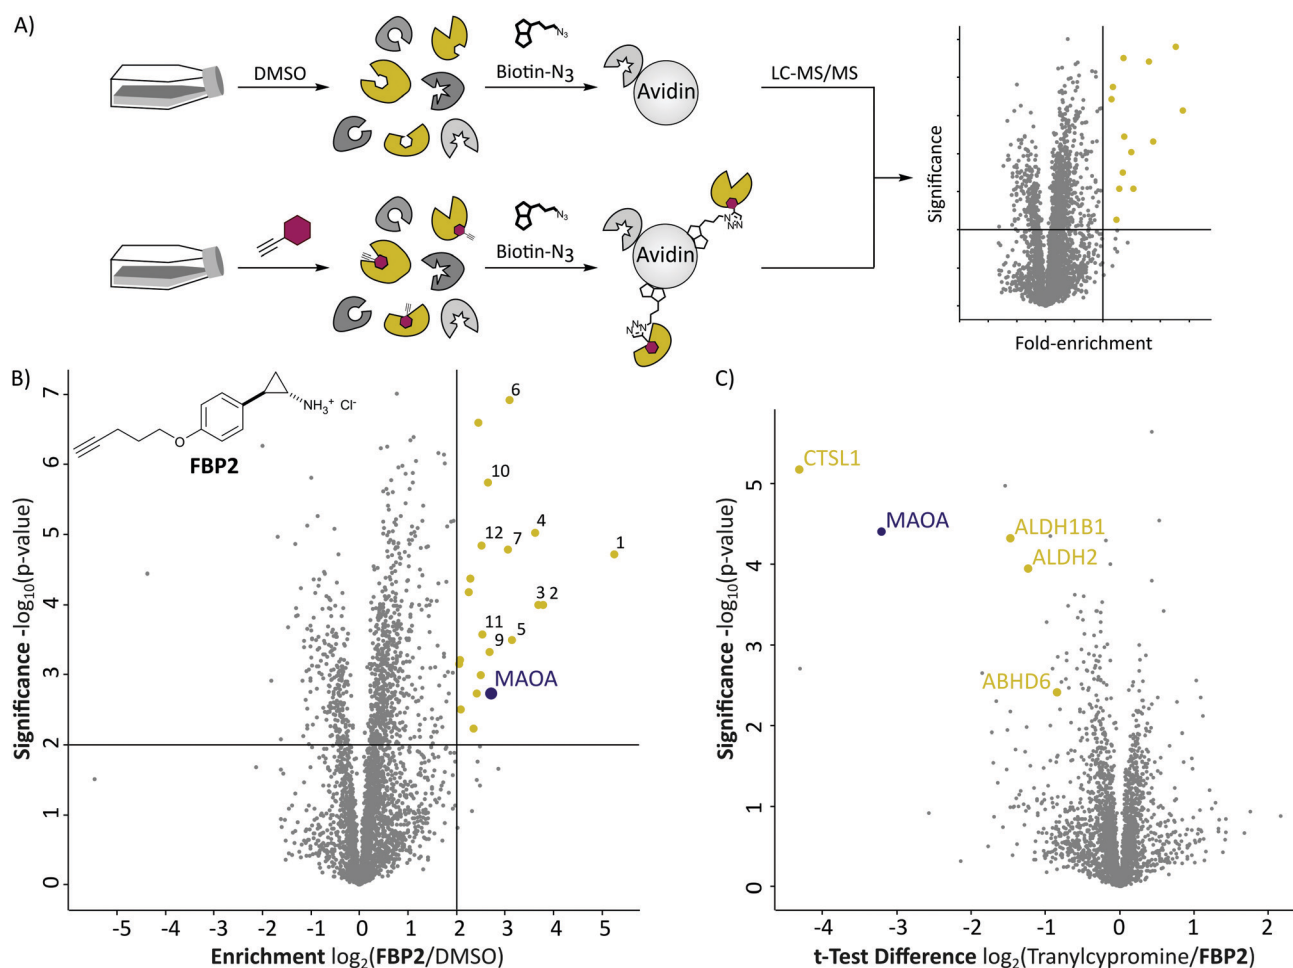 A)
DMSO
Biotin-N3
N3
Avidin
LC-MS/MS
Biotin-N3
N3
Avidin
N
N
N
N
N
N
Significance
Fold-enrichment
B)
NH3+ Cl-
O
FBP2
6
10
4
12
7
1
3
2
11
5
9
MAOA
7
6
5
4
3
2
1
0
Significance -log10(p-value)
-5
-4
-3
-2
-1
0
1
2
3
4
5
Enrichment log2(FBP2/DMSO)
C)
CTSL1
MAOA
ALDH1B1
ALDH2
ABHD6
5
4
3
2
1
0
Significance -log10(p-value)
-4
-3
-2
-1
0
1
2
t-Test Difference log2(Tranylcypromine/FBP2)